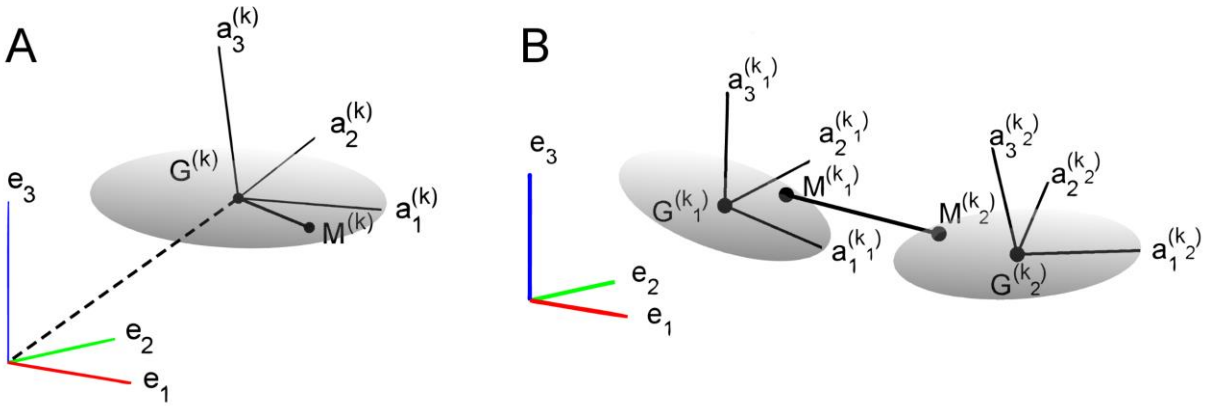 A
a₃⁽ᵏ⁾
a₂⁽ᵏ⁾
G⁽ᵏ⁾
e₃
a₁⁽ᵏ⁾
M⁽ᵏ⁾
e₂
e₁
B
a₃⁽ᵏ₁⁾
a₂⁽ᵏ₁⁾
e₃
M⁽ᵏ₁⁾
G⁽ᵏ₁⁾
a₁⁽ᵏ₁⁾
a₃⁽ᵏ₂⁾
a₂⁽ᵏ₂⁾
M⁽ᵏ₂⁾
a₁⁽ᵏ₂⁾
G⁽ᵏ₂⁾
e₂
e₁